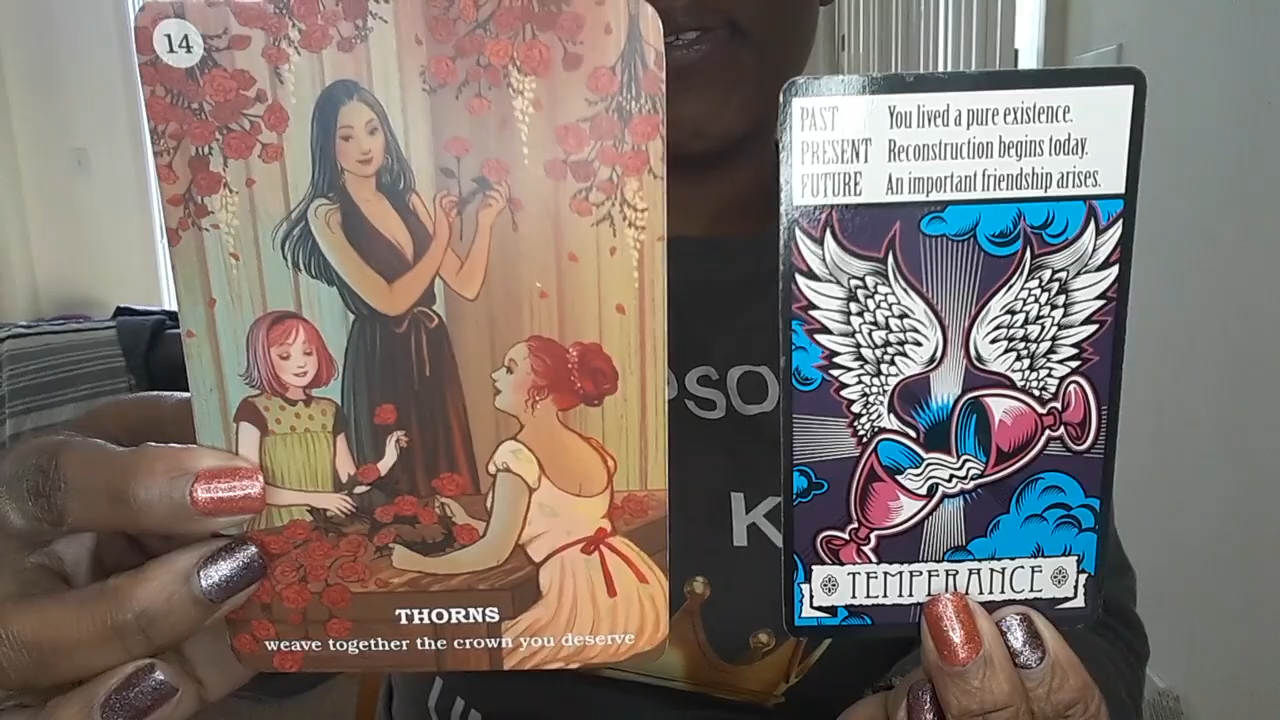 14
THORNS
weave together the crown you deserve
PAST You lived a pure existence.
PRESENT Reconstruction begins today.
FUTURE An important friendship arises.
TEMPERANCE
PSO
K